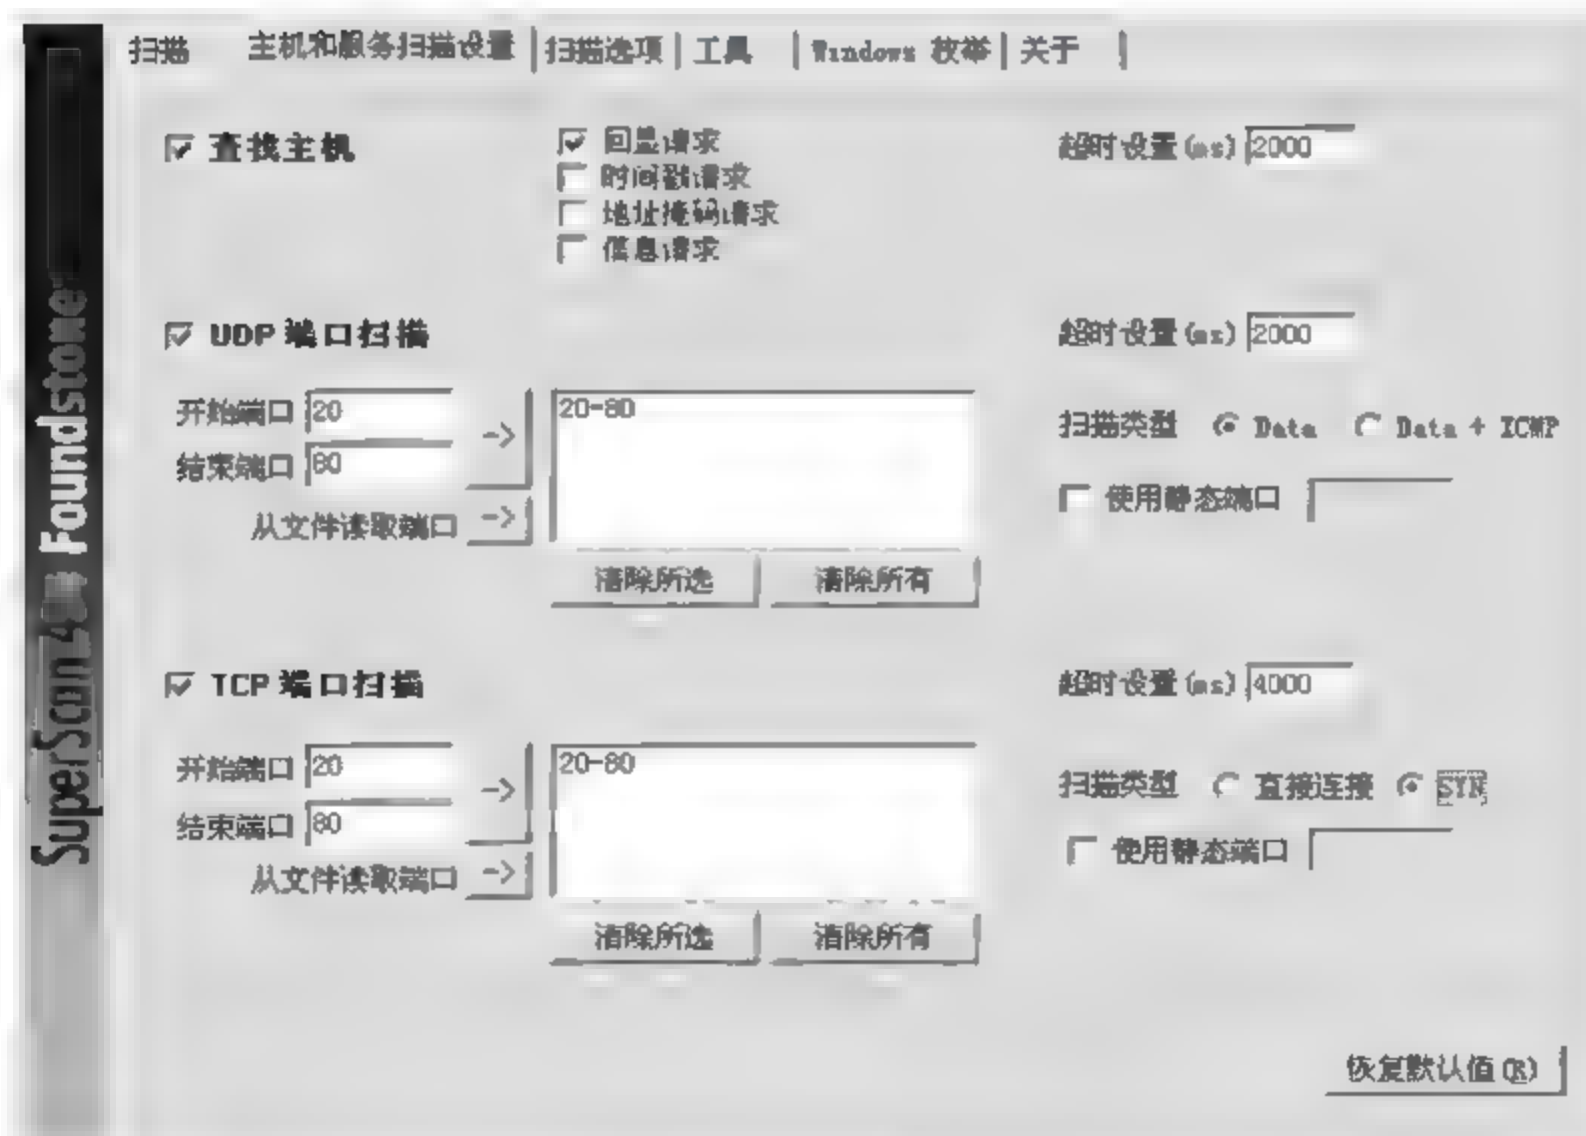 扫描 主机和服务扫描设置 扫描选项 工具 Windows 枚举 关于
查找主机 回显请求 超时设置(ms) 2000
时间戳请求
地址掩码请求
信息请求
UDP 端口扫描 超时设置(ms) 2000
开始端口 20 -> 20-80 扫描类型 Data Data + ICMP
结束端口 80
使用静态端口
从文件读取端口 ->
清除所选 清除所有
TCP 端口扫描 超时设置(ms) 4000
开始端口 20 -> 20-80 扫描类型 直接连接 SYN
结束端口 80
使用静态端口
从文件读取端口 ->
清除所选 清除所有
恢复默认值(R)
SuperScan4 Foundstone